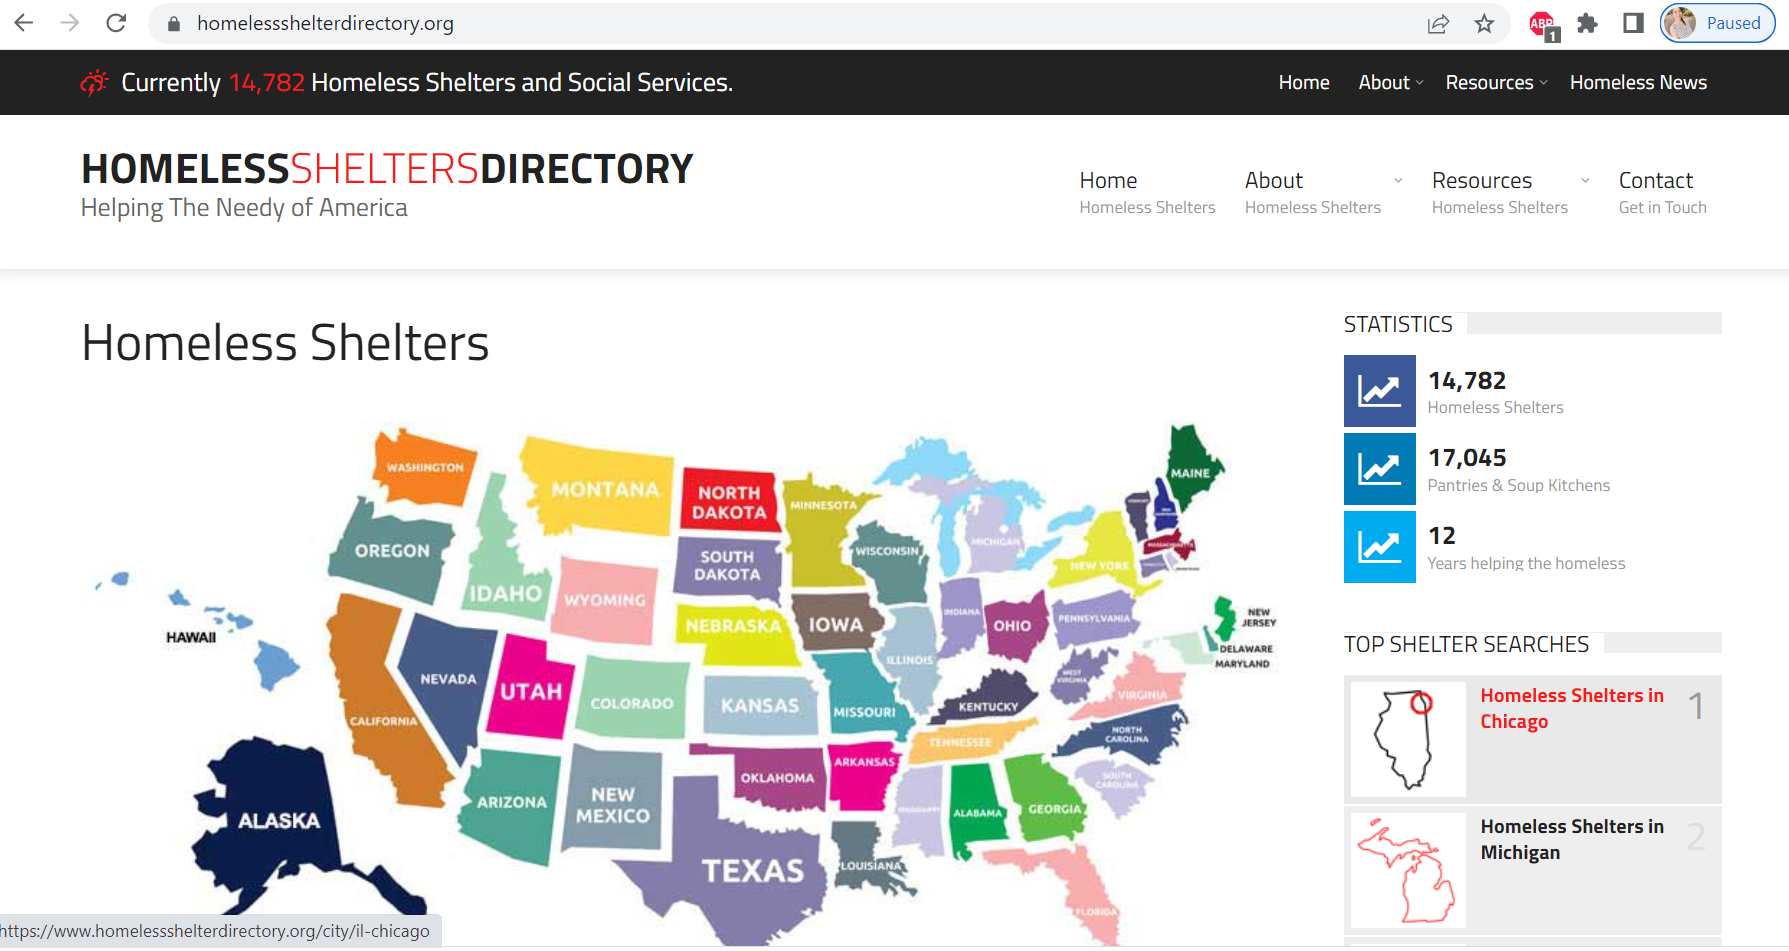 homelessshelterdirectory.org
ABP
1
Paused
Currently 14,782 Homeless Shelters and Social Services.
Home
About
Resources
Homeless News
HOMELESSSHELTERSDIRECTORY
Helping The Needy of America
Home
Homeless Shelters
About
Homeless Shelters
Resources
Homeless Shelters
Contact
Get in Touch
Homeless Shelters
WASHINGTON
MONTANA
NORTH
DAKOTA
MINNESOTA
MAINE
OREGON
IDAHO
WYOMING
SOUTH
DAKOTA
WISCONSIN
MICHIGAN
NEW YORK
MASSACHUSETTS
HAWAII
NEBRASKA
IOWA
INDIANA
OHIO
PENNSYLVANIA
NEW
JERSEY
DELAWARE
MARYLAND
NEVADA
UTAH
COLORADO
KANSAS
MISSOURI
ILLINOIS
WEST
VIRGINIA
VIRGINIA
KENTUCKY
CALIFORNIA
NORTH
CAROLINA
TENNESSEE
ARIZONA
NEW
MEXICO
OKLAHOMA
ARKANSAS
SOUTH
CAROLINA
MISSISSIPPI
ALABAMA
GEORGIA
ALASKA
TEXAS
LOUISIANA
FLORIDA
STATISTICS
14,782
Homeless Shelters
17,045
Pantries & Soup Kitchens
12
Years helping the homeless
TOP SHELTER SEARCHES
Homeless Shelters in
Chicago
1
Homeless Shelters in
Michigan
2
https://www.homelessshelterdirectory.org/city/il-chicago